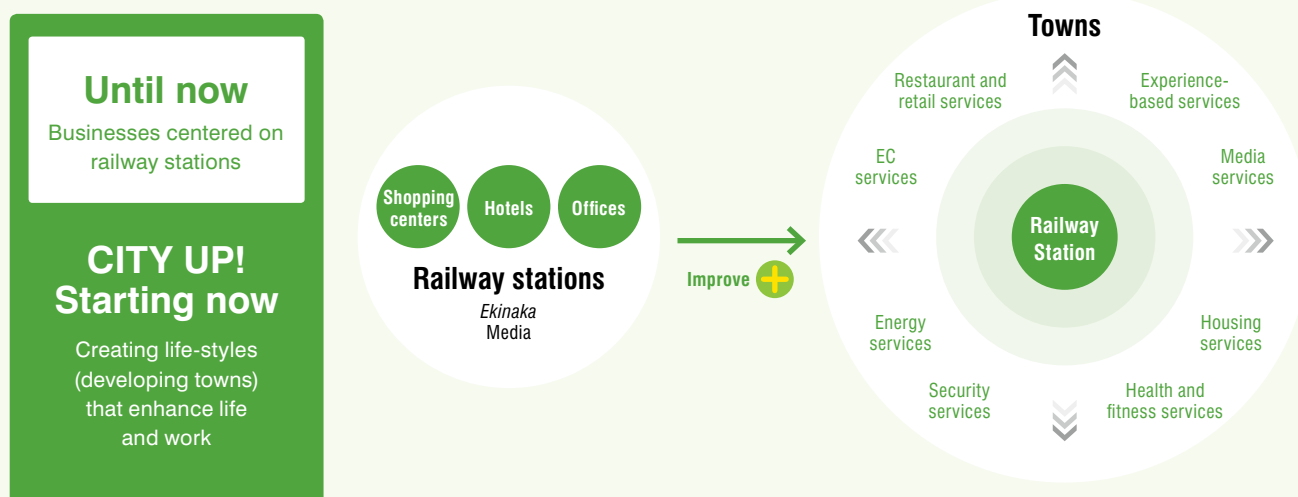 Until now
Businesses centered on
railway stations
CITY UP!
Starting now
Creating life-styles
(developing towns)
that enhance life
and work
Shopping
centers
Hotels
Offices
Railway stations
Ekinaka
Media
Improve
Towns
Restaurant and
retail services
Experience-
based services
EC
services
Media
services
Railway
Station
Energy
services
Housing
services
Security
services
Health and
fitness services